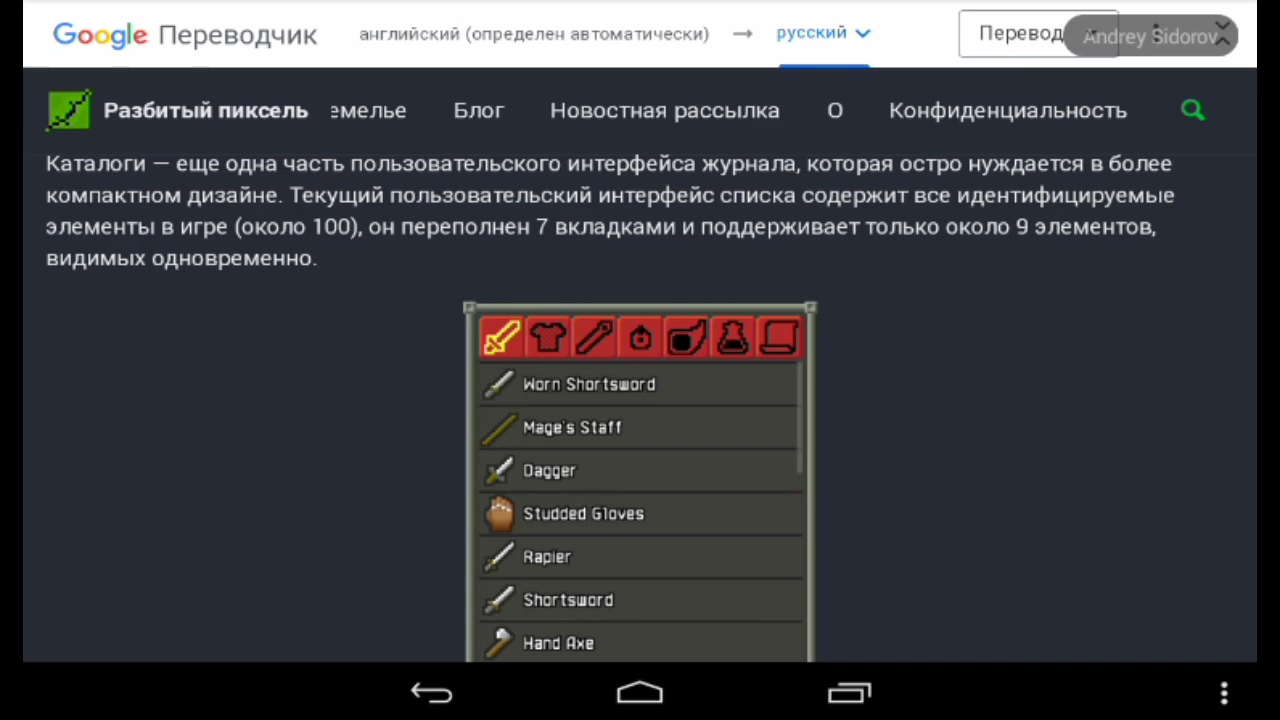 Google Переводчик английский (определен автоматически) → русский Перевод Andrey Sidorov
Разбитый пиксель емелье Блог Новостная рассылка О Конфиденциальность
Каталоги — еще одна часть пользовательского интерфейса журнала, которая остро нуждается в более
компактном дизайне. Текущий пользовательский интерфейс списка содержит все идентифицируемые
элементы в игре (около 100), он переполнен 7 вкладками и поддерживает только около 9 элементов,
видимых одновременно.
Worn Shortsword
Mage's Staff
Dagger
Studded Gloves
Rapier
Shortsword
Hand Axe